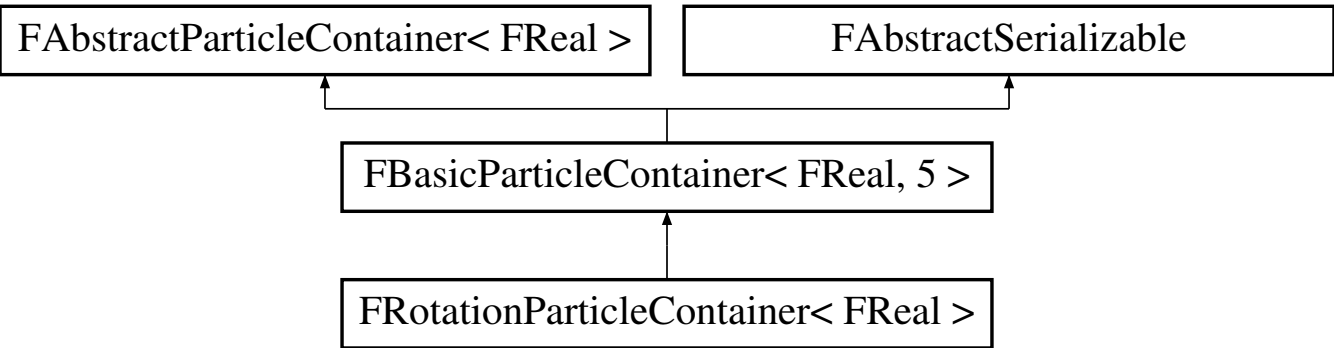 FAbstractParticleContainer< FReal >
FAbstractSerializable
FBasicParticleContainer< FReal, 5 >
FRotationParticleContainer< FReal >